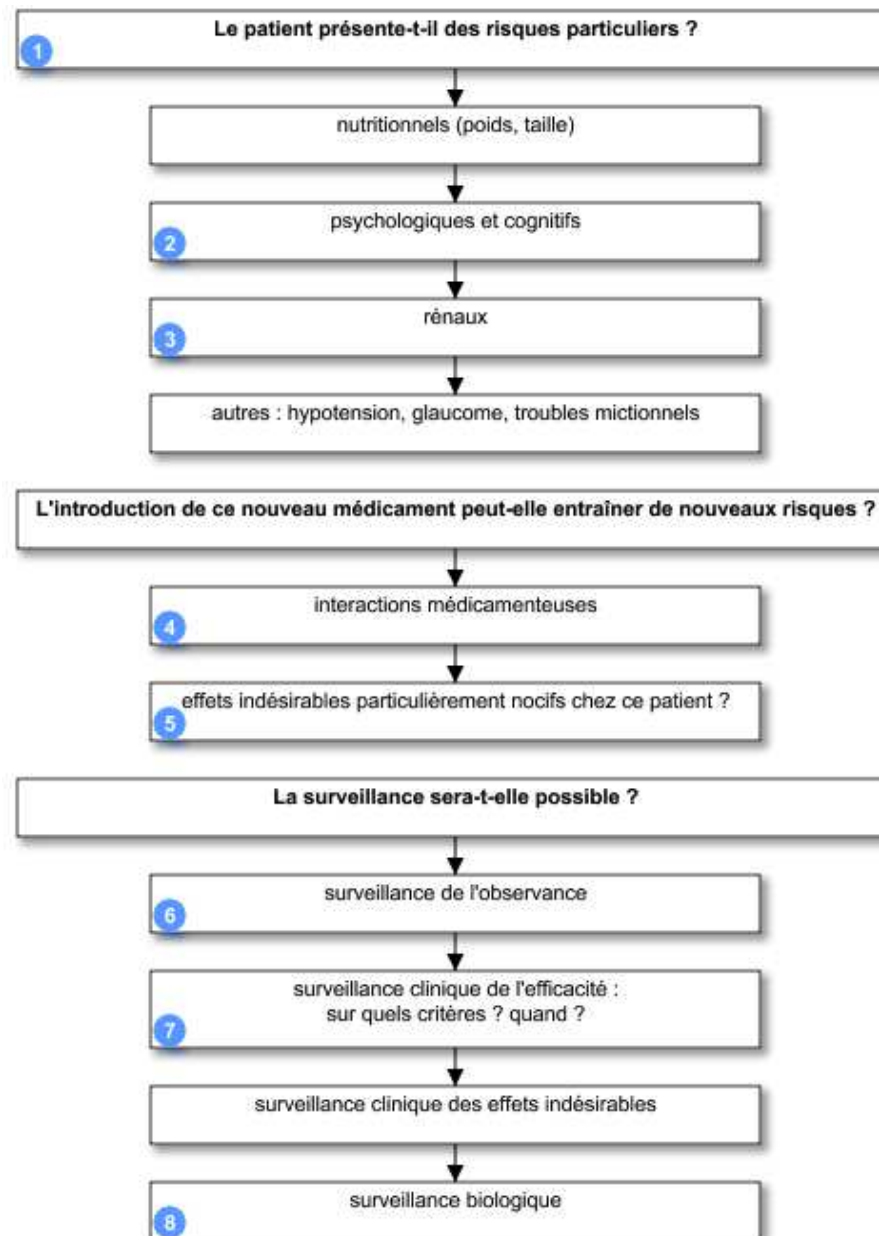 Le patient présente-t-il des risques particuliers ?
1
nutritionnels (poids, taille)
psychologiques et cognitifs
2
rénaux
3
autres : hypotension, glaucome, troubles mictionnels
L'introduction de ce nouveau médicament peut-elle entraîner de nouveaux risques ?
interactions médicamenteuses
4
effets indésirables particulièrement nocifs chez ce patient ?
5
La surveillance sera-t-elle possible ?
surveillance de l'observance
6
surveillance clinique de l'efficacité :
sur quels critères ? quand ?
7
surveillance clinique des effets indésirables
surveillance biologique
8